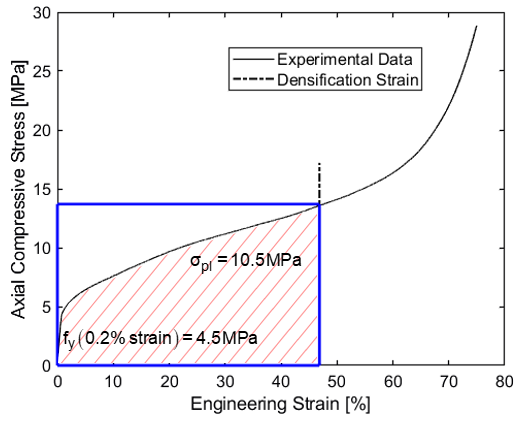 30
25
20
15
10
5
0
Axial Compressive Stress [MPa]
Experimental Data
Densification Strain
σpl = 10.5MPa
fy (0.2% strain) = 4.5MPa
0 10 20 30 40 50 60 70 80
Engineering Strain [%]